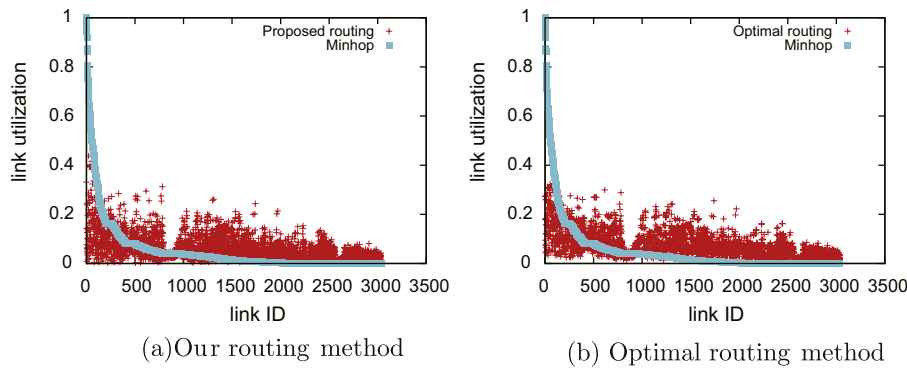 Proposed routing
Minhop
link utilization
1
0.8
0.6
0.4
0.2
0
0 500 1000 1500 2000 2500 3000 3500
link ID
(a)Our routing method
Optimal routing
Minhop
link utilization
1
0.8
0.6
0.4
0.2
0
0 500 1000 1500 2000 2500 3000 3500
link ID
(b) Optimal routing method